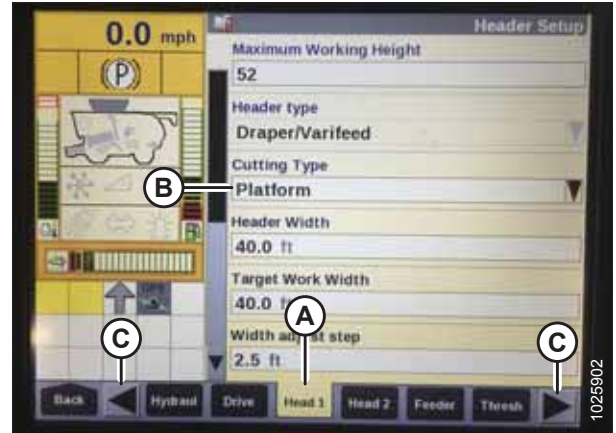 0.0 mph
(P)
Header Setup
Maximum Working Height
52
Header type
Draper/Varifeed
Cutting Type
B
Platform
Header Width
40.0 ft
Target Work Width
40.0 ft
A
Width adjust step
C
C
2.5 ft
Back
Hydraul
Drive
Head 1
Head 2
Feeder
Thresh
1025902